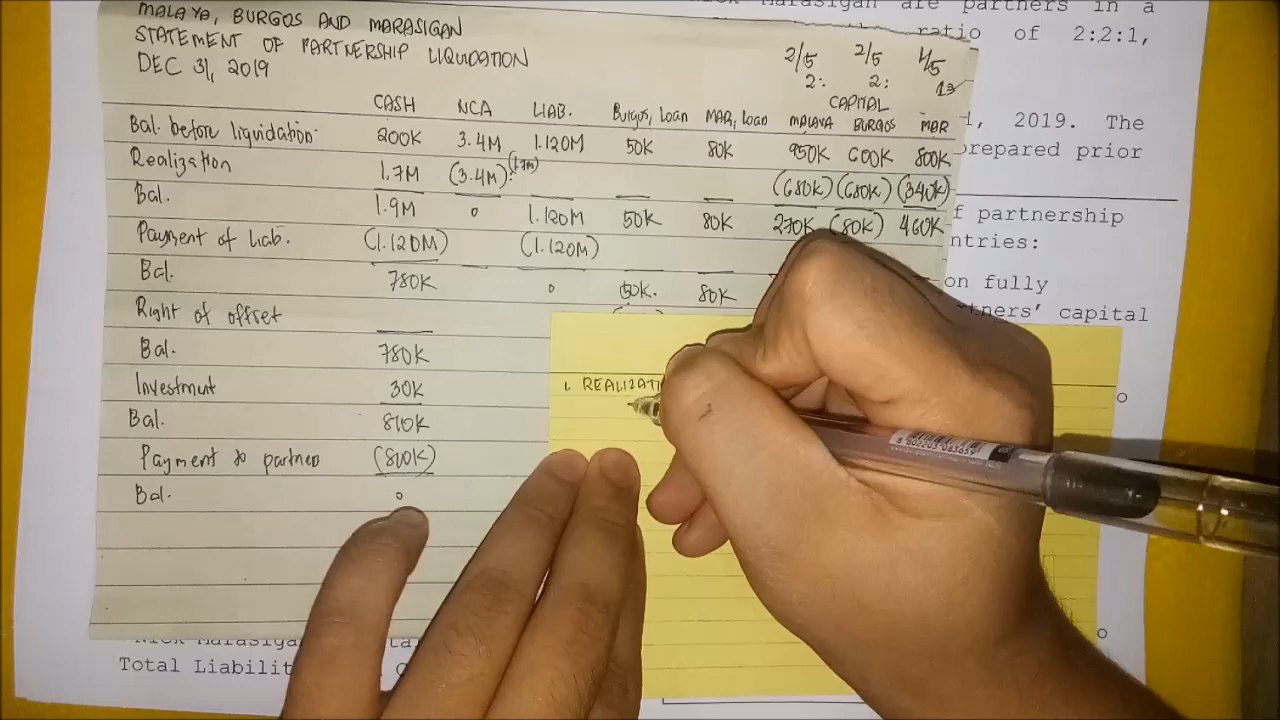 Marasigan are partners in a
ratio of 2:2:1,
MALAYA, BURGOS AND MARASIGAN
STATEMENT OF PARTNERSHIP LIQUIDATION
DEC 31, 2019
2/5 2/5 1/5
2: 2: 1
CAPITAL
CASH NCA LIAB. Burgos, Loan MAR, Loan MALAYA BURGOS MAR
1, 2019. The
Bal. before liquidation 200K 3.4M 1.120M 50K 80K 950K 600K 800K
prepared prior
Realization 1.7M (3.4M) (1.7M) (680K) (680K) (340K)
Bal. 1.9M 0 1.120M 50K 80K 270K (80K) 460K
f partnership
Payment of Liab. (1.120M) (1.120M)
ntries:
Bal. 780K 0 50K. 80K
on fully
Right of offset
tners' capital
Bal. 780K
Investment 30K
1. REALIZATI
o
Bal. 810K
Payment to partners (810K)
Bal. 0
o
Total Liabilit